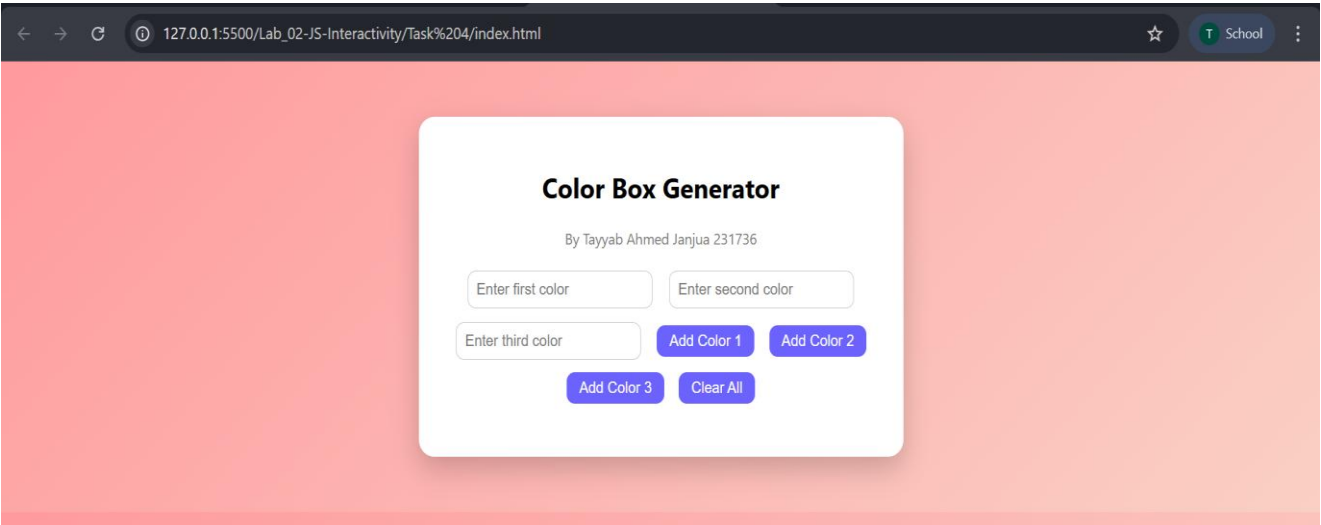 127.0.0.1:5500/Lab_02-JS-Interactivity/Task%204/index.html
T School
Color Box Generator
By Tayyab Ahmed Janjua 231736
Enter first color Enter second color
Enter third color Add Color 1 Add Color 2
Add Color 3 Clear All